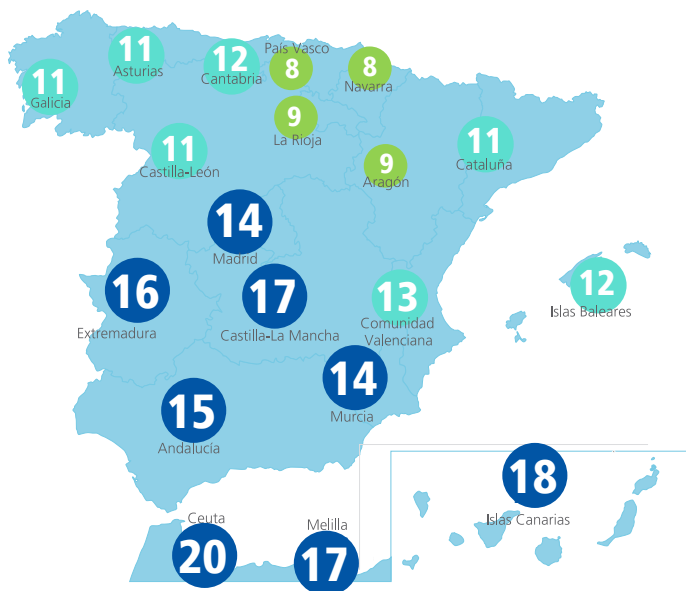 11
Galicia
11
Asturias
12
Cantabria
País Vasco
8
8
Navarra
9
La Rioja
11
Castilla-León
9
Aragón
11
Cataluña
14
Madrid
16
Extremadura
17
Castilla-La Mancha
13
Comunidad
Valenciana
12
Islas Baleares
14
Murcia
15
Andalucía
18
Islas Canarias
Ceuta
20
Melilla
17